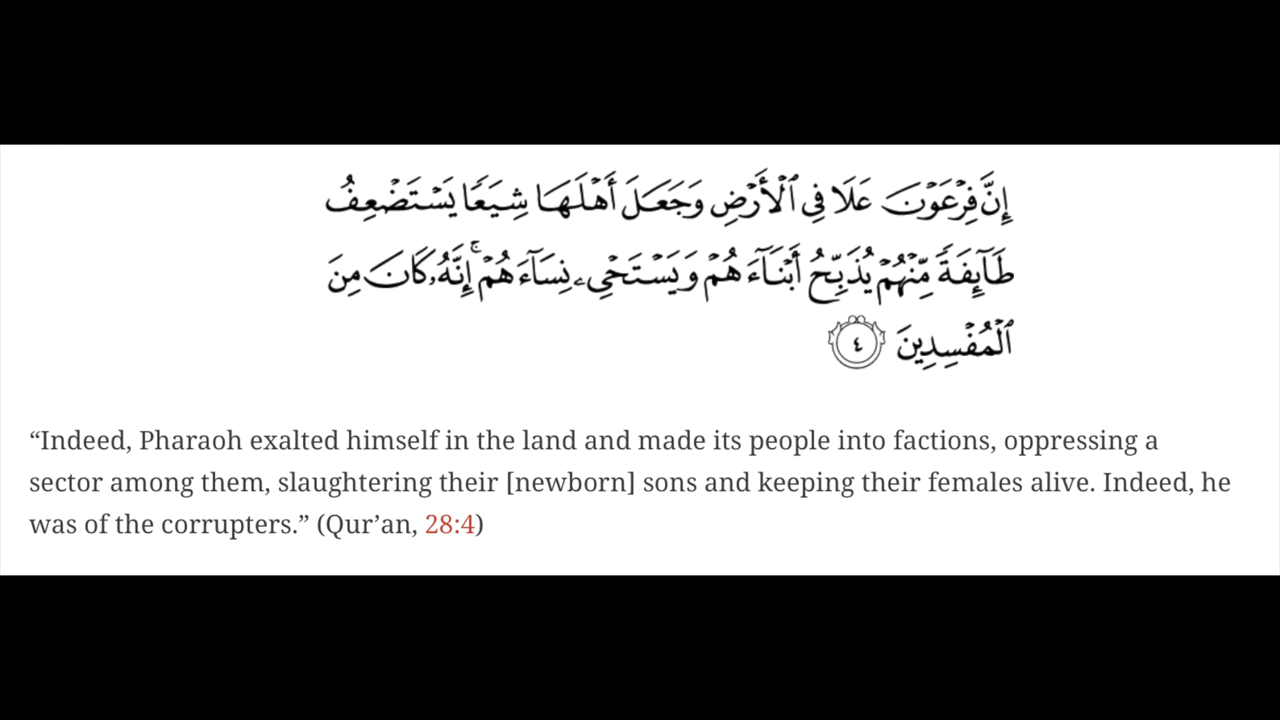 إِنَّ فِرْعَوْنَ عَلَا فِى ٱلْأَرْضِ وَجَعَلَ أَهْلَهَا شِيَعًا يَسْتَضْعِفُ
طَآئِفَةً مِّنْهُمْ يُذَبِّحُ أَبْنَآءَهُمْ وَيَسْتَحْىِۦ نِسَآءَهُمْ ۚ إِنَّهُۥ كَانَ مِنَ
ٱلْمُفْسِدِينَ ٤
“Indeed, Pharaoh exalted himself in the land and made its people into factions, oppressing a
sector among them, slaughtering their [newborn] sons and keeping their females alive. Indeed, he
was of the corrupters.” (Qur’an, 28:4)